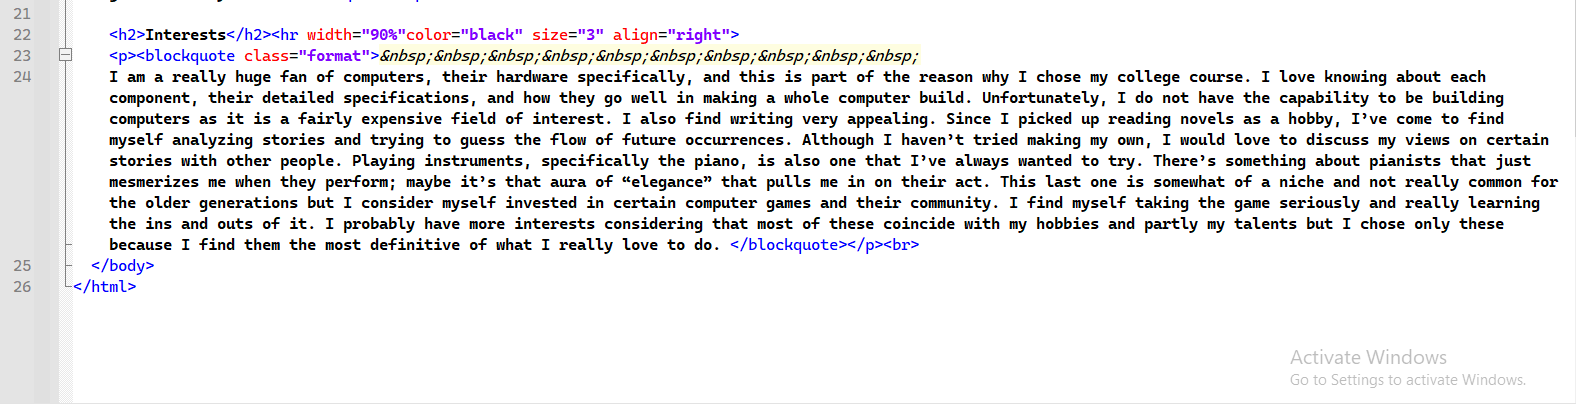 21
22 <h2>Interests</h2><hr width="90%"color="black" size="3" align="right">
23 <p><blockquote class="format">&nbsp;&nbsp;&nbsp;&nbsp;&nbsp;&nbsp;&nbsp;&nbsp;&nbsp;&nbsp;
24 I am a really huge fan of computers, their hardware specifically, and this is part of the reason why I chose my college course. I love knowing about each
component, their detailed specifications, and how they go well in making a whole computer build. Unfortunately, I do not have the capability to be building
computers as it is a fairly expensive field of interest. I also find writing very appealing. Since I picked up reading novels as a hobby, I’ve come to find
myself analyzing stories and trying to guess the flow of future occurrences. Although I haven’t tried making my own, I would love to discuss my views on certain
stories with other people. Playing instruments, specifically the piano, is also one that I’ve always wanted to try. There’s something about pianists that just
mesmerizes me when they perform; maybe it’s that aura of “elegance” that pulls me in on their act. This last one is somewhat of a niche and not really common for
the older generations but I consider myself invested in certain computer games and their community. I find myself taking the game seriously and really learning
the ins and outs of it. I probably have more interests considering that most of these coincide with my hobbies and partly my talents but I chose only these
because I find them the most definitive of what I really love to do. </blockquote></p><br>
25 </body>
26 </html>
Activate Windows
Go to Settings to activate Windows.